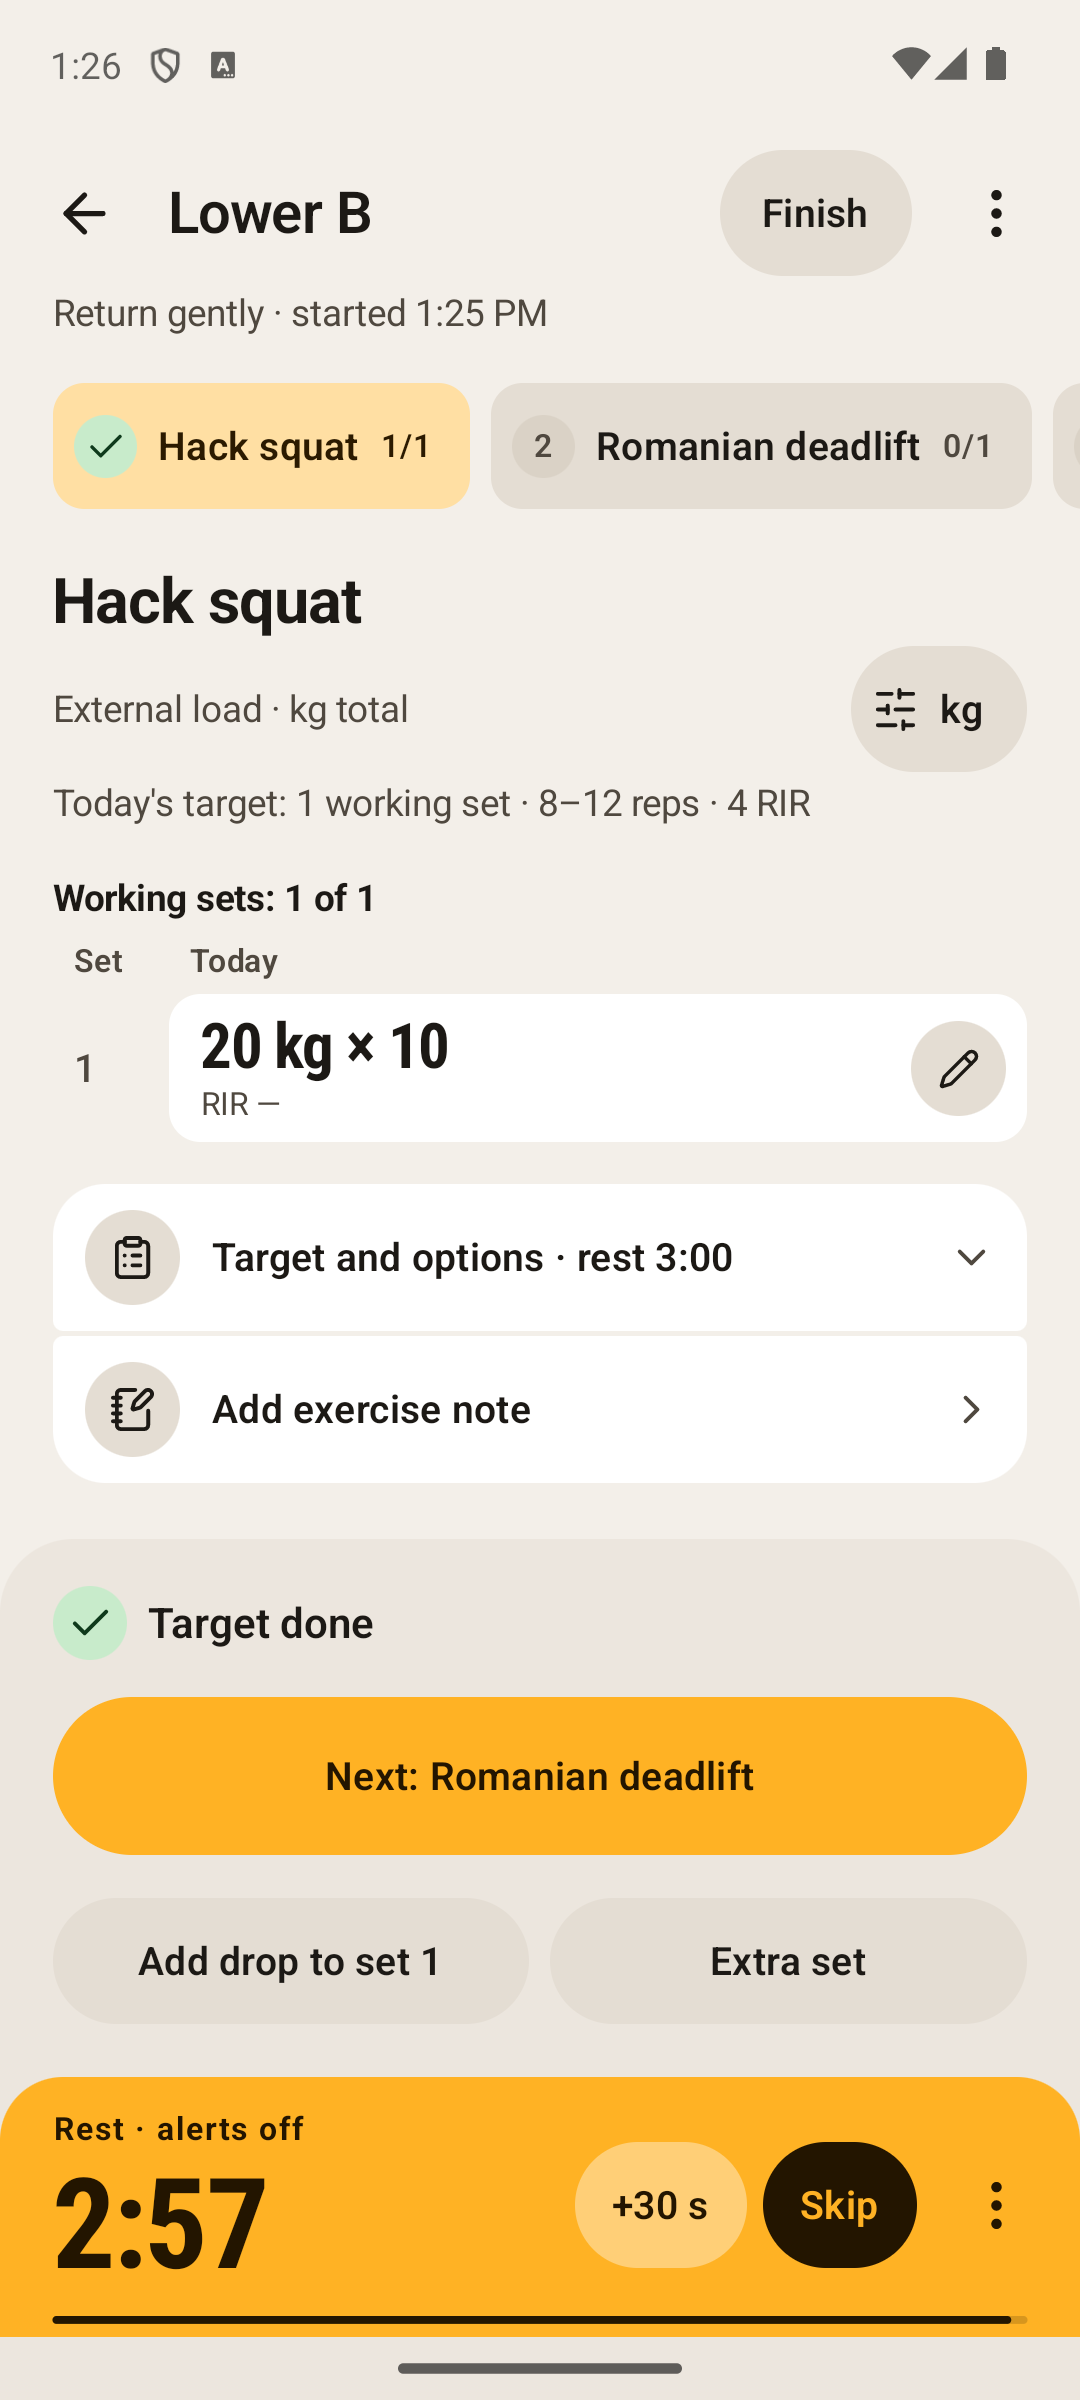 1:26
Lower B
Finish
Return gently · started 1:25 PM
Hack squat 1/1
2 Romanian deadlift 0/1
Hack squat
External load · kg total
kg
Today's target: 1 working set · 8–12 reps · 4 RIR
Working sets: 1 of 1
Set Today
1
20 kg × 10
RIR —
Target and options · rest 3:00
Add exercise note
Target done
Next: Romanian deadlift
Add drop to set 1
Extra set
Rest · alerts off
2:57
+30 s
Skip